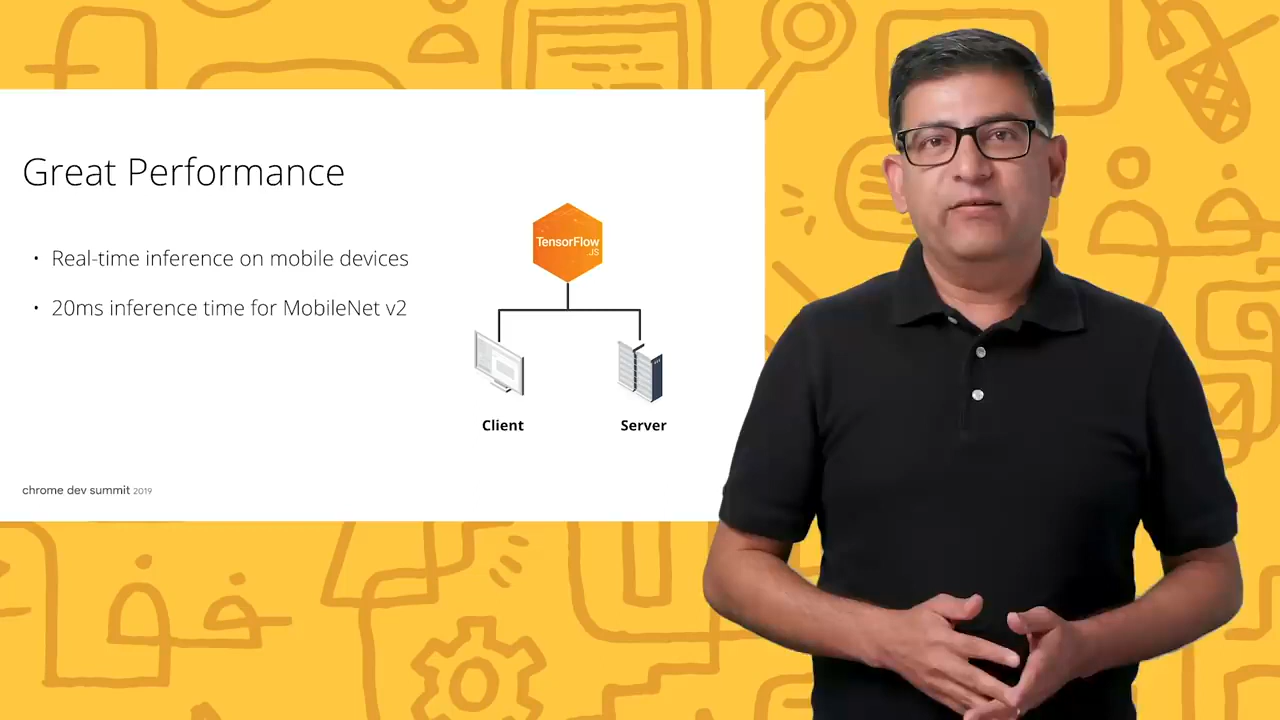 Great Performance
• Real-time inference on mobile devices
• 20ms inference time for MobileNet v2
TensorFlow
.JS
Client
Server
chrome dev summit 2019